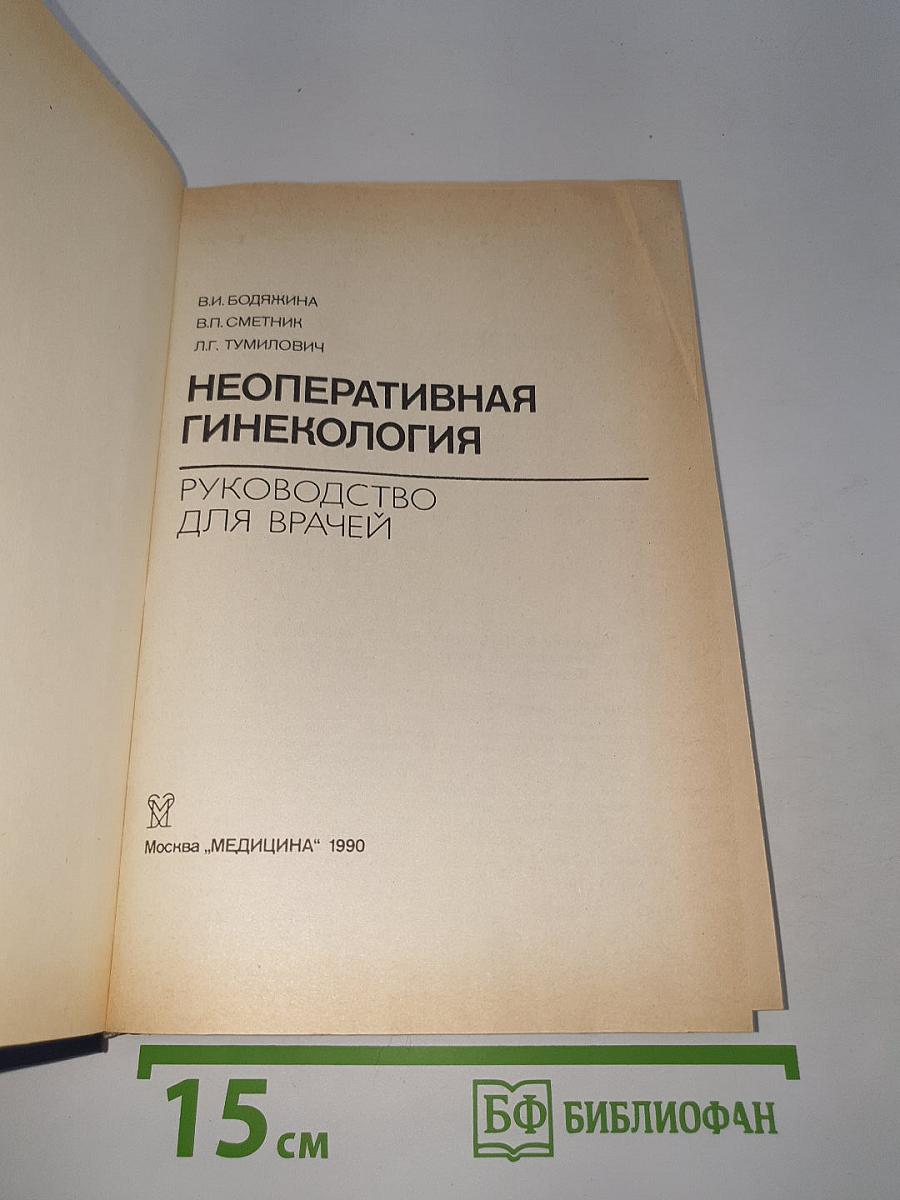 В.И. БОДЯЖИНА
В.П. СМЕТНИК
Л.Г. ТУМИЛОВИЧ
НЕОПЕРАТИВНАЯ
ГИНЕКОЛОГИЯ
РУКОВОДСТВО
ДЛЯ ВРАЧЕЙ
М
Москва „МЕДИЦИНА“ 1990
15 см
БФ БИБЛИОФАН